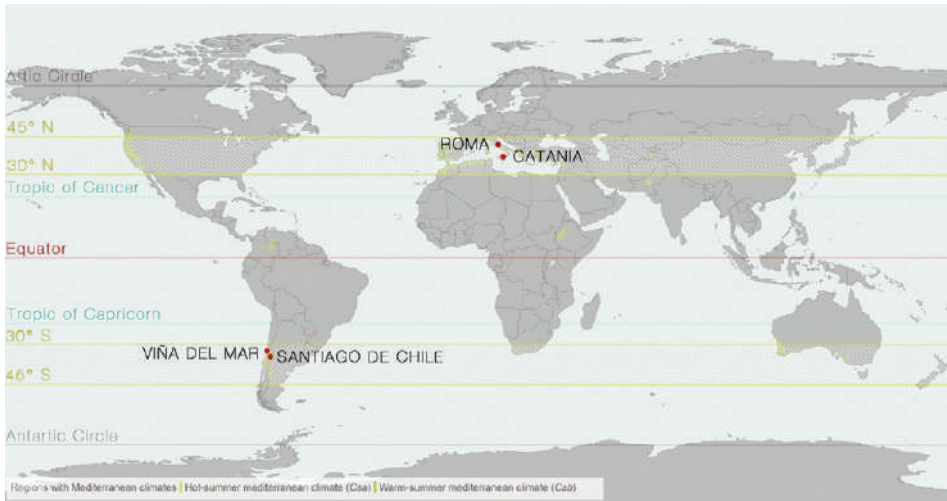 Artic Circle
45° N
ROMA
CATANIA
30° N
Tropic of Cancer
Equator
Tropic of Capricorn
30° S
VIÑA DEL MAR
SANTIAGO DE CHILE
45° S
Antartic Circle
Regions with Mediterranean climates Hot-summer mediterranean climate (Csa) Warm-summer mediterranean climate (Csb)